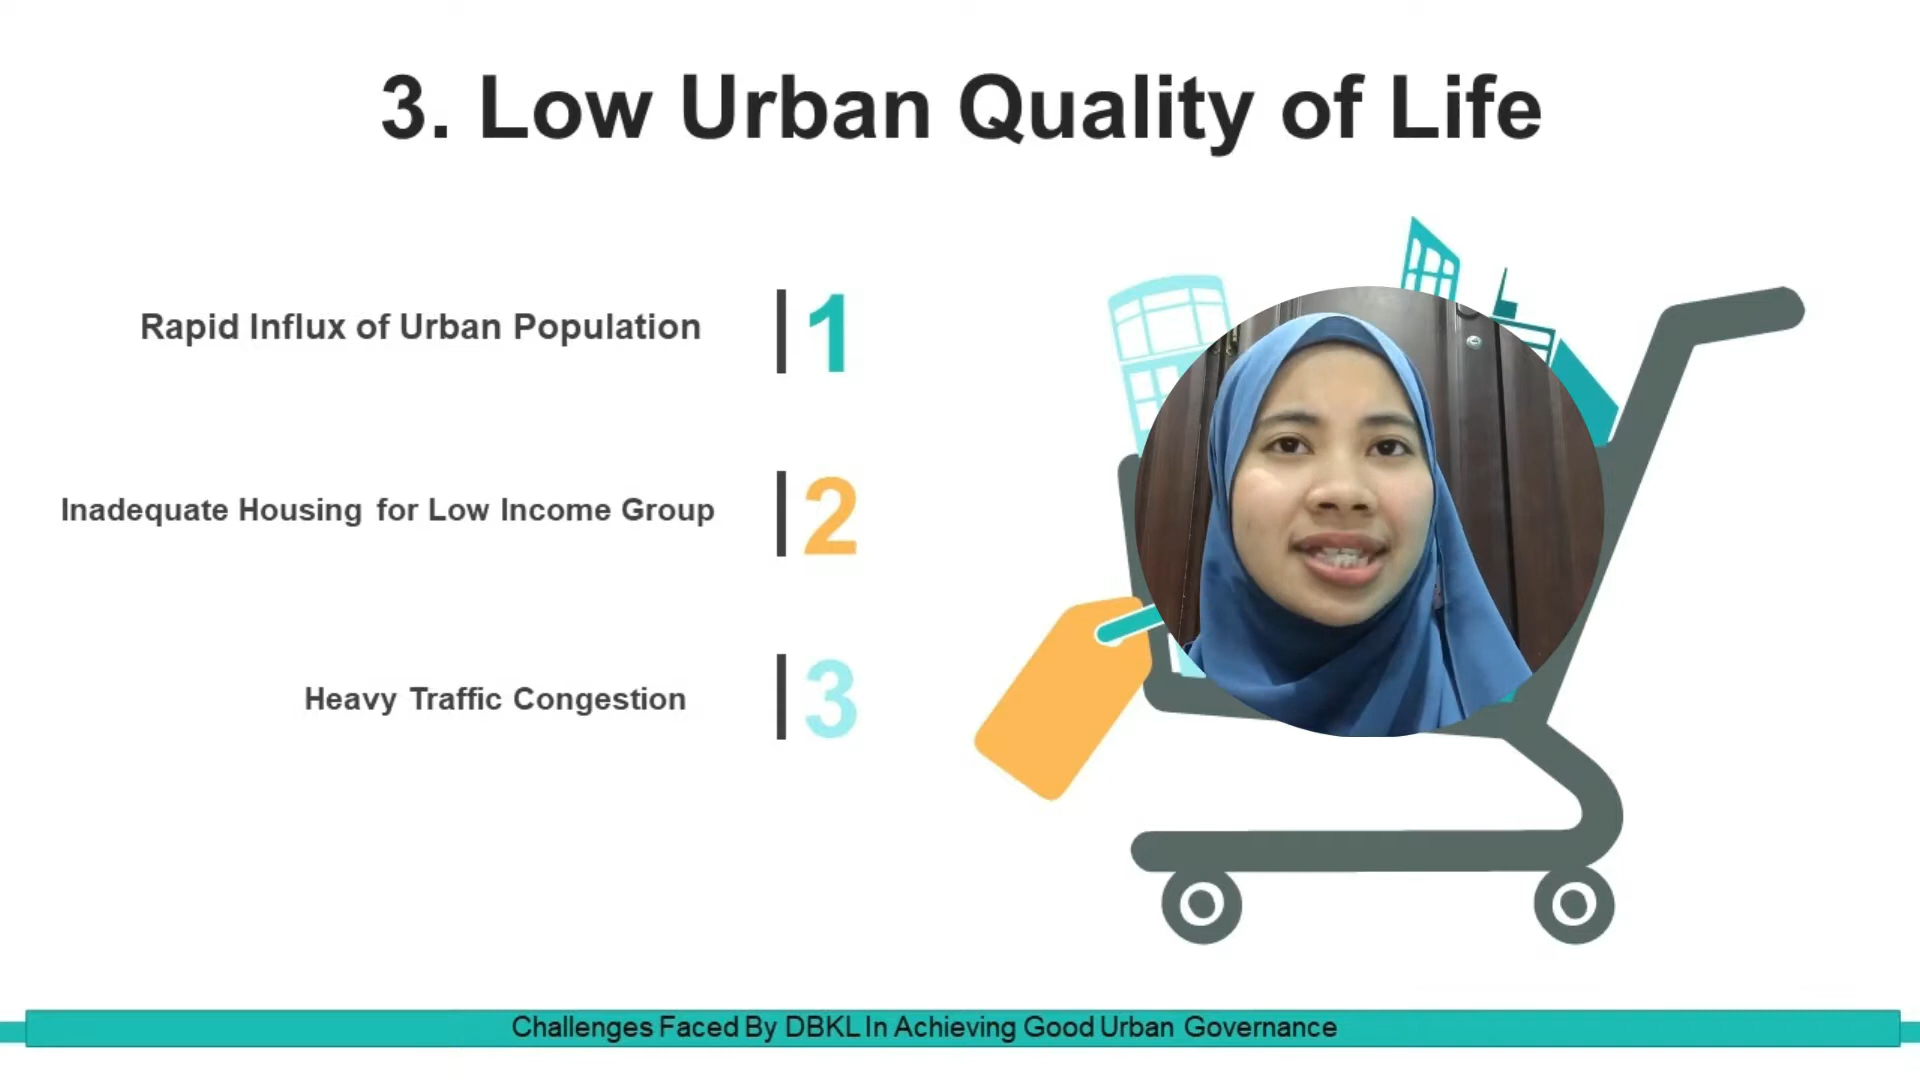 3. Low Urban Quality of Life
Rapid Influx of Urban Population
1
Inadequate Housing for Low Income Group
2
Heavy Traffic Congestion
3
Challenges Faced By DBKL In Achieving Good Urban Governance